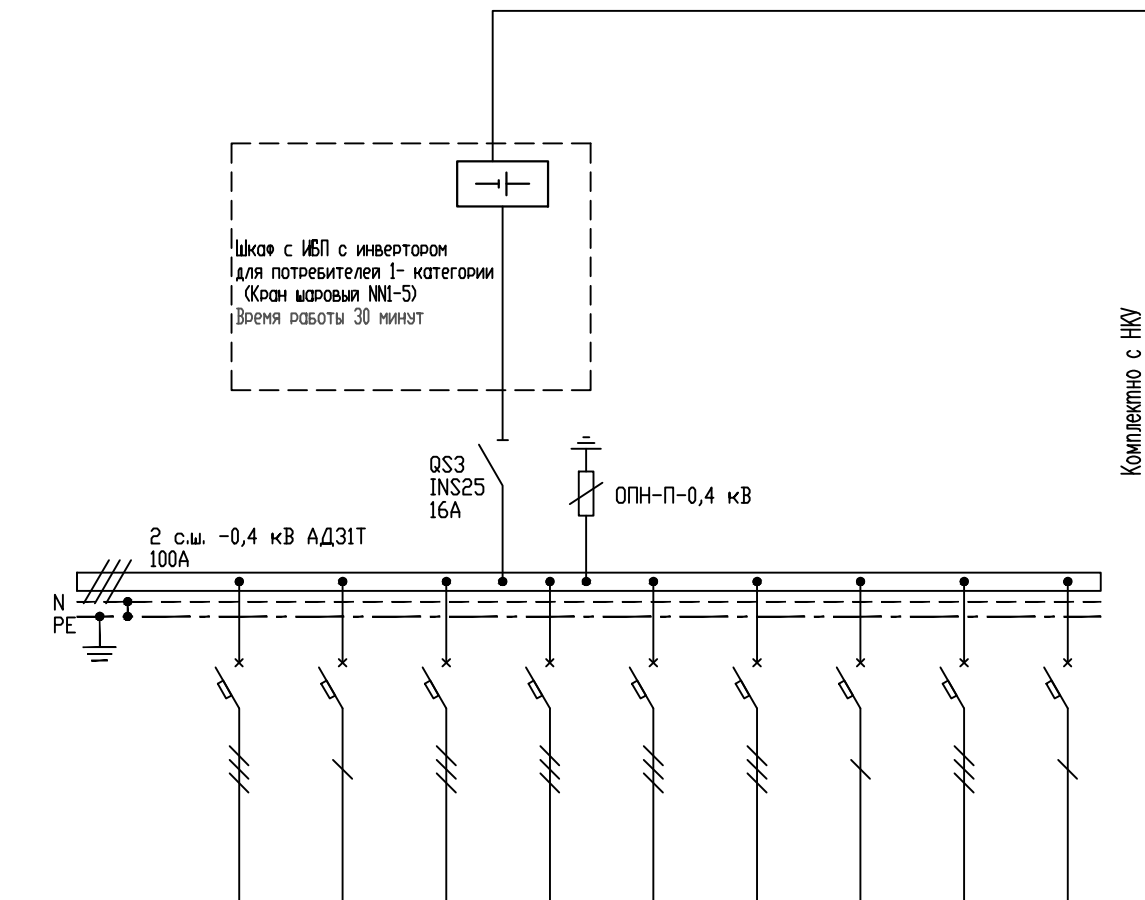 Шкаф с ИБП с инвертором
для потребителей 1- категории
(Кран шаровый NN1-5)
Время работы 30 минут
Комплектно с НКУ
QS3
INS25
16А
ОПН-П-0,4 кВ
2 с.ш. -0,4 кВ АД31Т
100А
N
PE